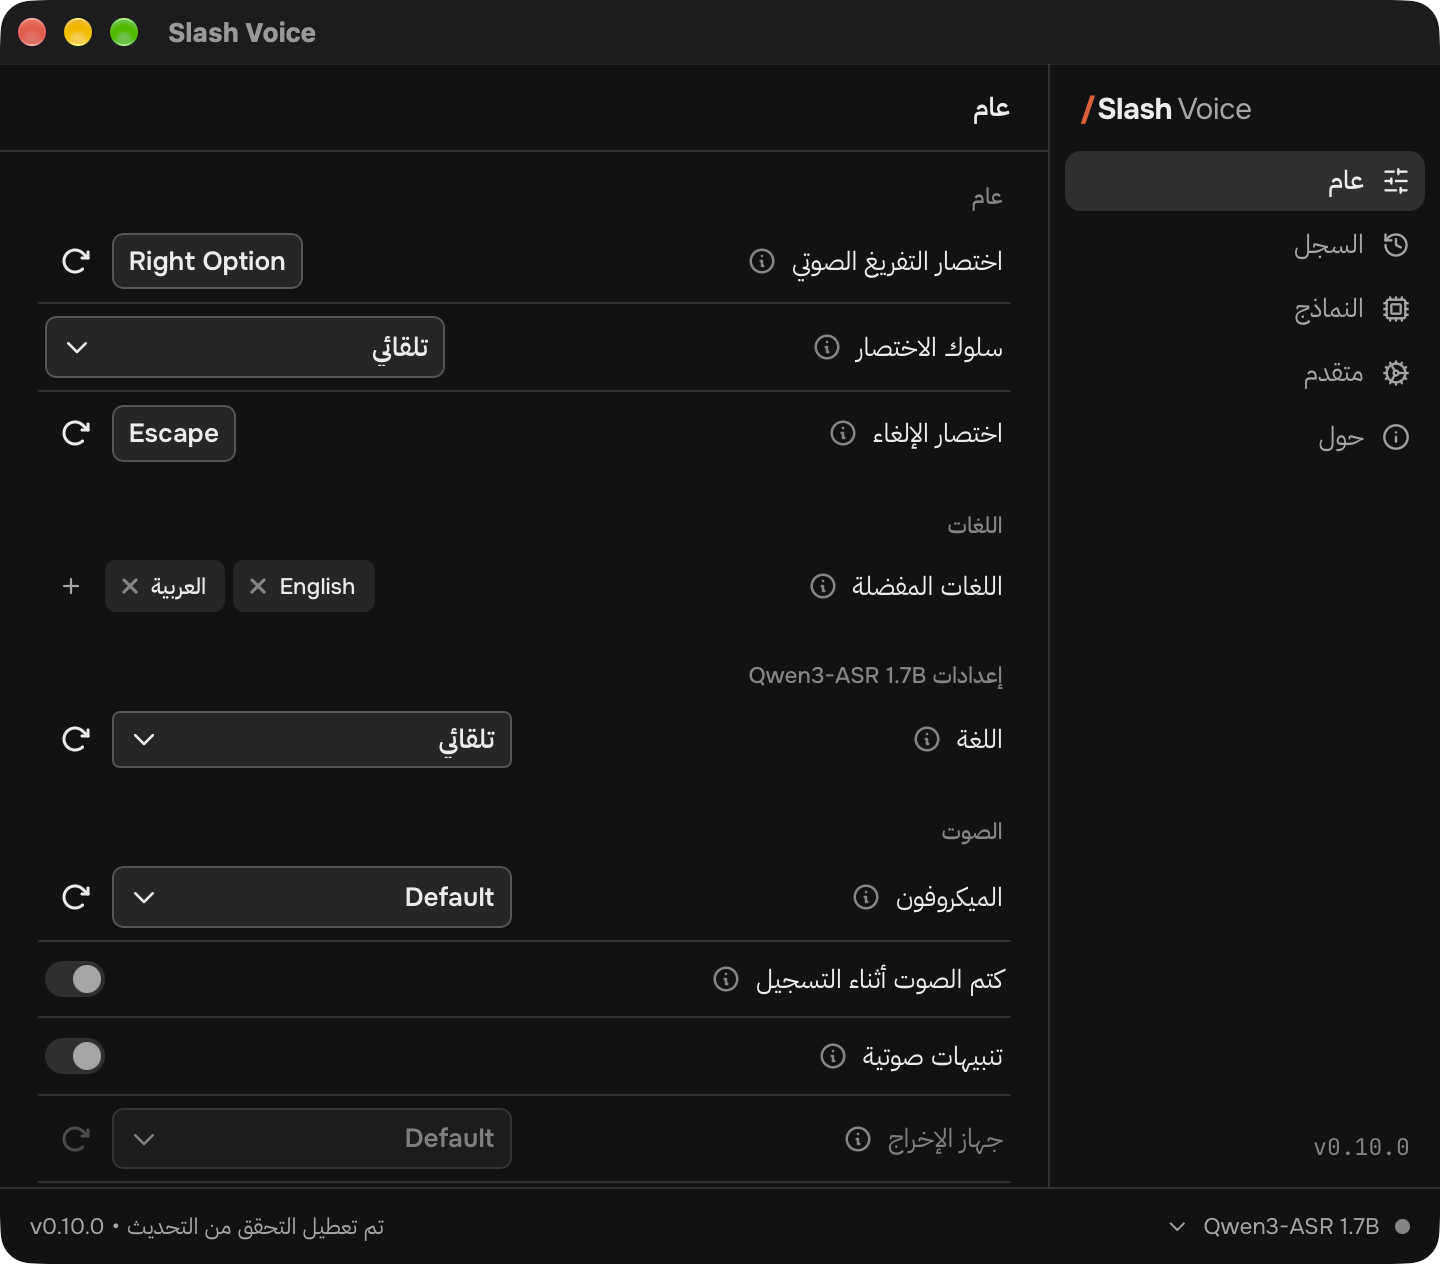 Slash Voice
/Slash Voice
عام
السجل
النماذج
متقدم
حول
v0.10.0
عام
عام
اختصار التفريغ الصوتي
Right Option
سلوك الاختصار
تلقائي
اختصار الإلغاء
Escape
اللغات
اللغات المفضلة
English
العربية
إعدادات Qwen3-ASR 1.7B
اللغة
تلقائي
الصوت
الميكروفون
Default
كتم الصوت أثناء التسجيل
تنبيهات صوتية
جهاز الإخراج
Default
Qwen3-ASR 1.7B
تم تعطيل التحقق من التحديث • v0.10.0